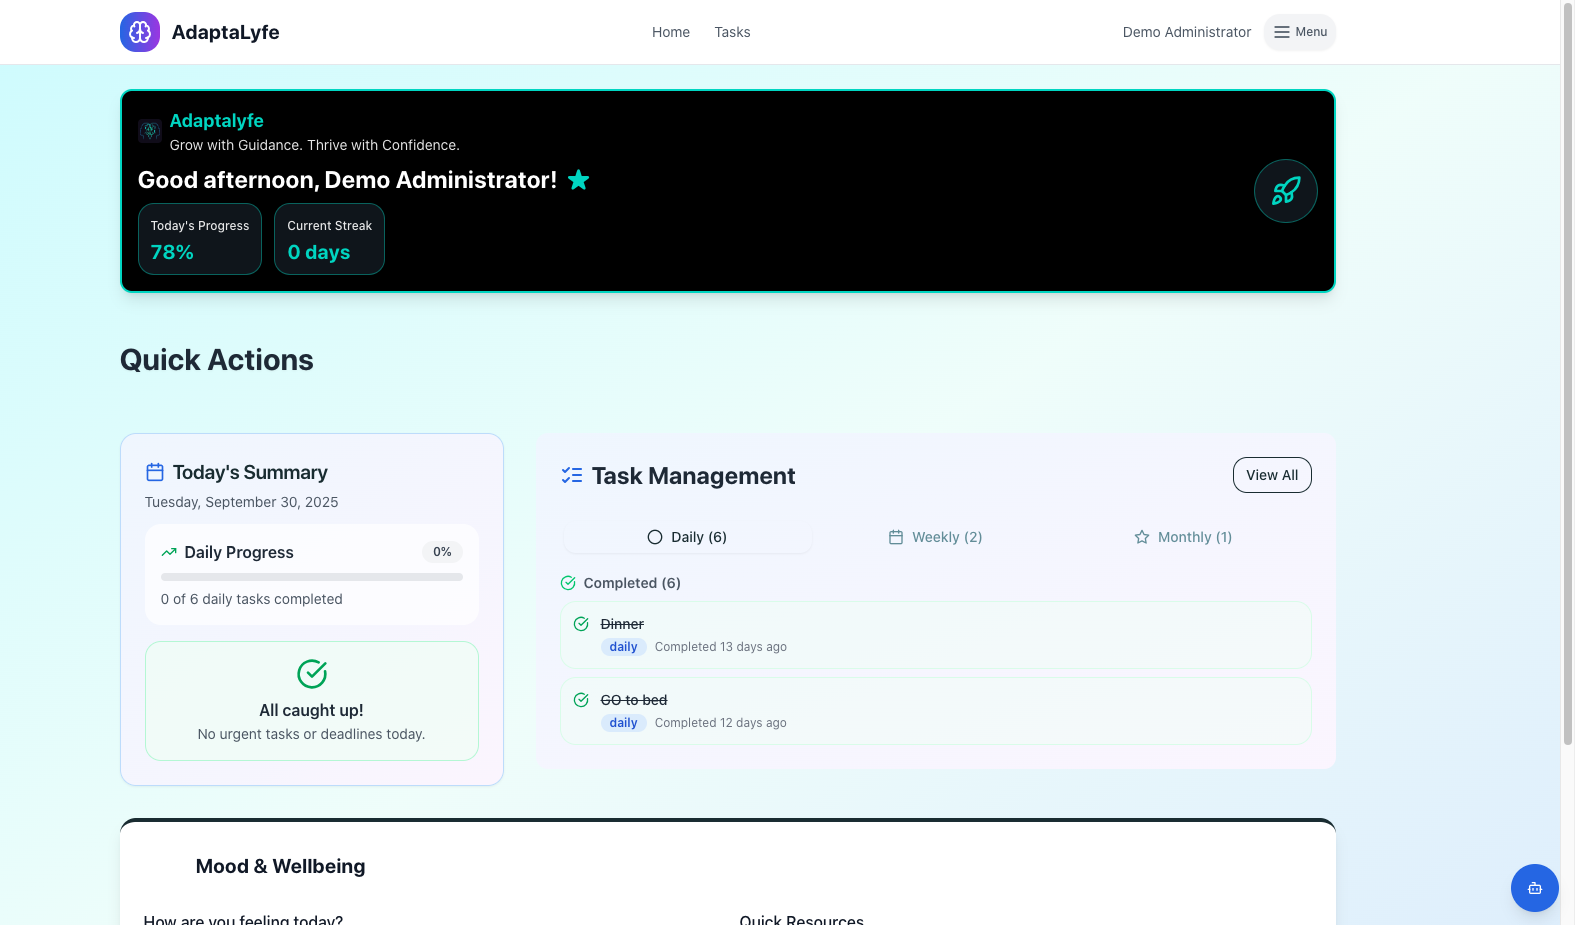 AdaptaLyfe
Home
Tasks
Demo Administrator
Menu
Adaptalyfe
Grow with Guidance. Thrive with Confidence.
Good afternoon, Demo Administrator!
Today's Progress
78%
Current Streak
0 days
Quick Actions
Today's Summary
Tuesday, September 30, 2025
Daily Progress
0%
0 of 6 daily tasks completed
All caught up!
No urgent tasks or deadlines today.
Task Management
View All
Daily (6)
Weekly (2)
Monthly (1)
Completed (6)
Dinner
daily
Completed 13 days ago
GO to bed
daily
Completed 12 days ago
Mood & Wellbeing
How are you feeling today?
Quick Resources